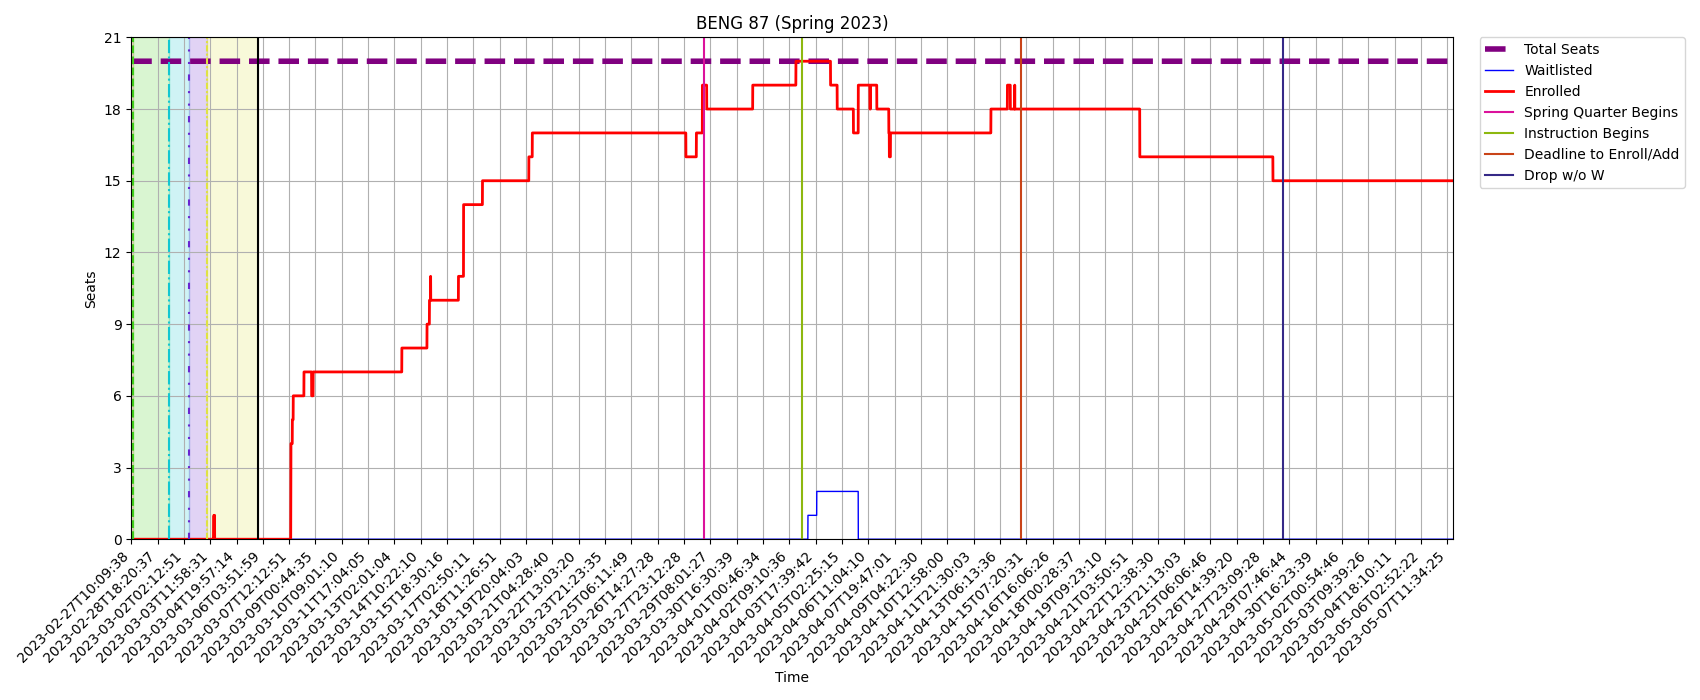 BENG 87 (Spring 2023)
21
18
15
12
9
6
3
0
Seats
2023-02-27T10:09:38
2023-02-28T18:20:37
2023-03-02T02:12:51
2023-03-03T11:58:31
2023-03-04T19:57:14
2023-03-06T03:51:59
2023-03-07T12:12:51
2023-03-09T00:44:35
2023-03-10T09:01:10
2023-03-11T17:04:05
2023-03-13T02:01:04
2023-03-14T10:22:10
2023-03-15T18:30:16
2023-03-17T02:50:11
2023-03-18T11:26:51
2023-03-19T20:04:03
2023-03-21T04:28:40
2023-03-22T13:03:20
2023-03-23T21:23:35
2023-03-25T06:11:49
2023-03-26T14:27:28
2023-03-27T23:12:28
2023-03-29T08:01:27
2023-03-30T16:30:39
2023-04-01T00:46:34
2023-04-02T09:10:36
2023-04-03T17:39:42
2023-04-05T02:25:15
2023-04-06T11:04:10
2023-04-07T19:47:01
2023-04-09T04:22:30
2023-04-10T12:58:00
2023-04-11T21:30:03
2023-04-13T06:13:36
2023-04-15T07:20:31
2023-04-16T16:06:26
2023-04-18T00:28:37
2023-04-19T09:23:10
2023-04-21T03:50:51
2023-04-22T12:38:30
2023-04-23T21:13:03
2023-04-25T06:06:46
2023-04-26T14:39:20
2023-04-27T23:09:28
2023-04-29T07:46:44
2023-04-30T16:23:39
2023-05-02T00:54:46
2023-05-03T09:39:26
2023-05-04T18:10:11
2023-05-06T02:52:22
2023-05-07T11:34:25
Time
Total Seats
Waitlisted
Enrolled
Spring Quarter Begins
Instruction Begins
Deadline to Enroll/Add
Drop w/o W